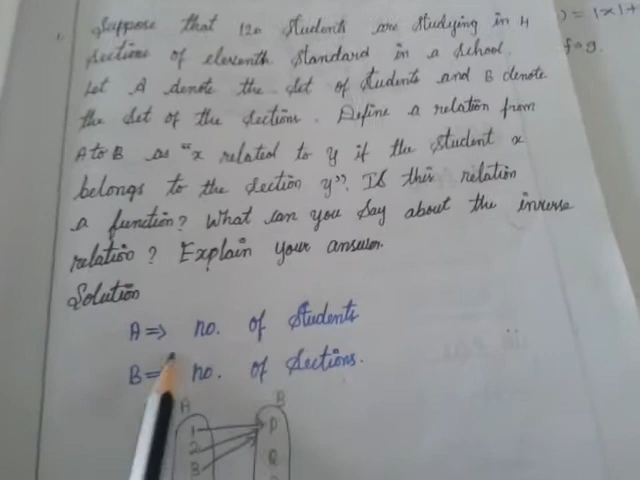 1. Suppose that 120 students are studying in 4
sections of eleventh standard in a school.
Let A denote the set of students and B denote
the set of the sections. Define a relation from
A to B as "x related to y if the student x
belongs to the section y". Is this relation
a function? What can you say about the inverse
relation? Explain your answer.
Solution
A ⇒ no. of Students
B = no. of Sections.
A B
1 P
2 Q
3
) = |x|+
fog.